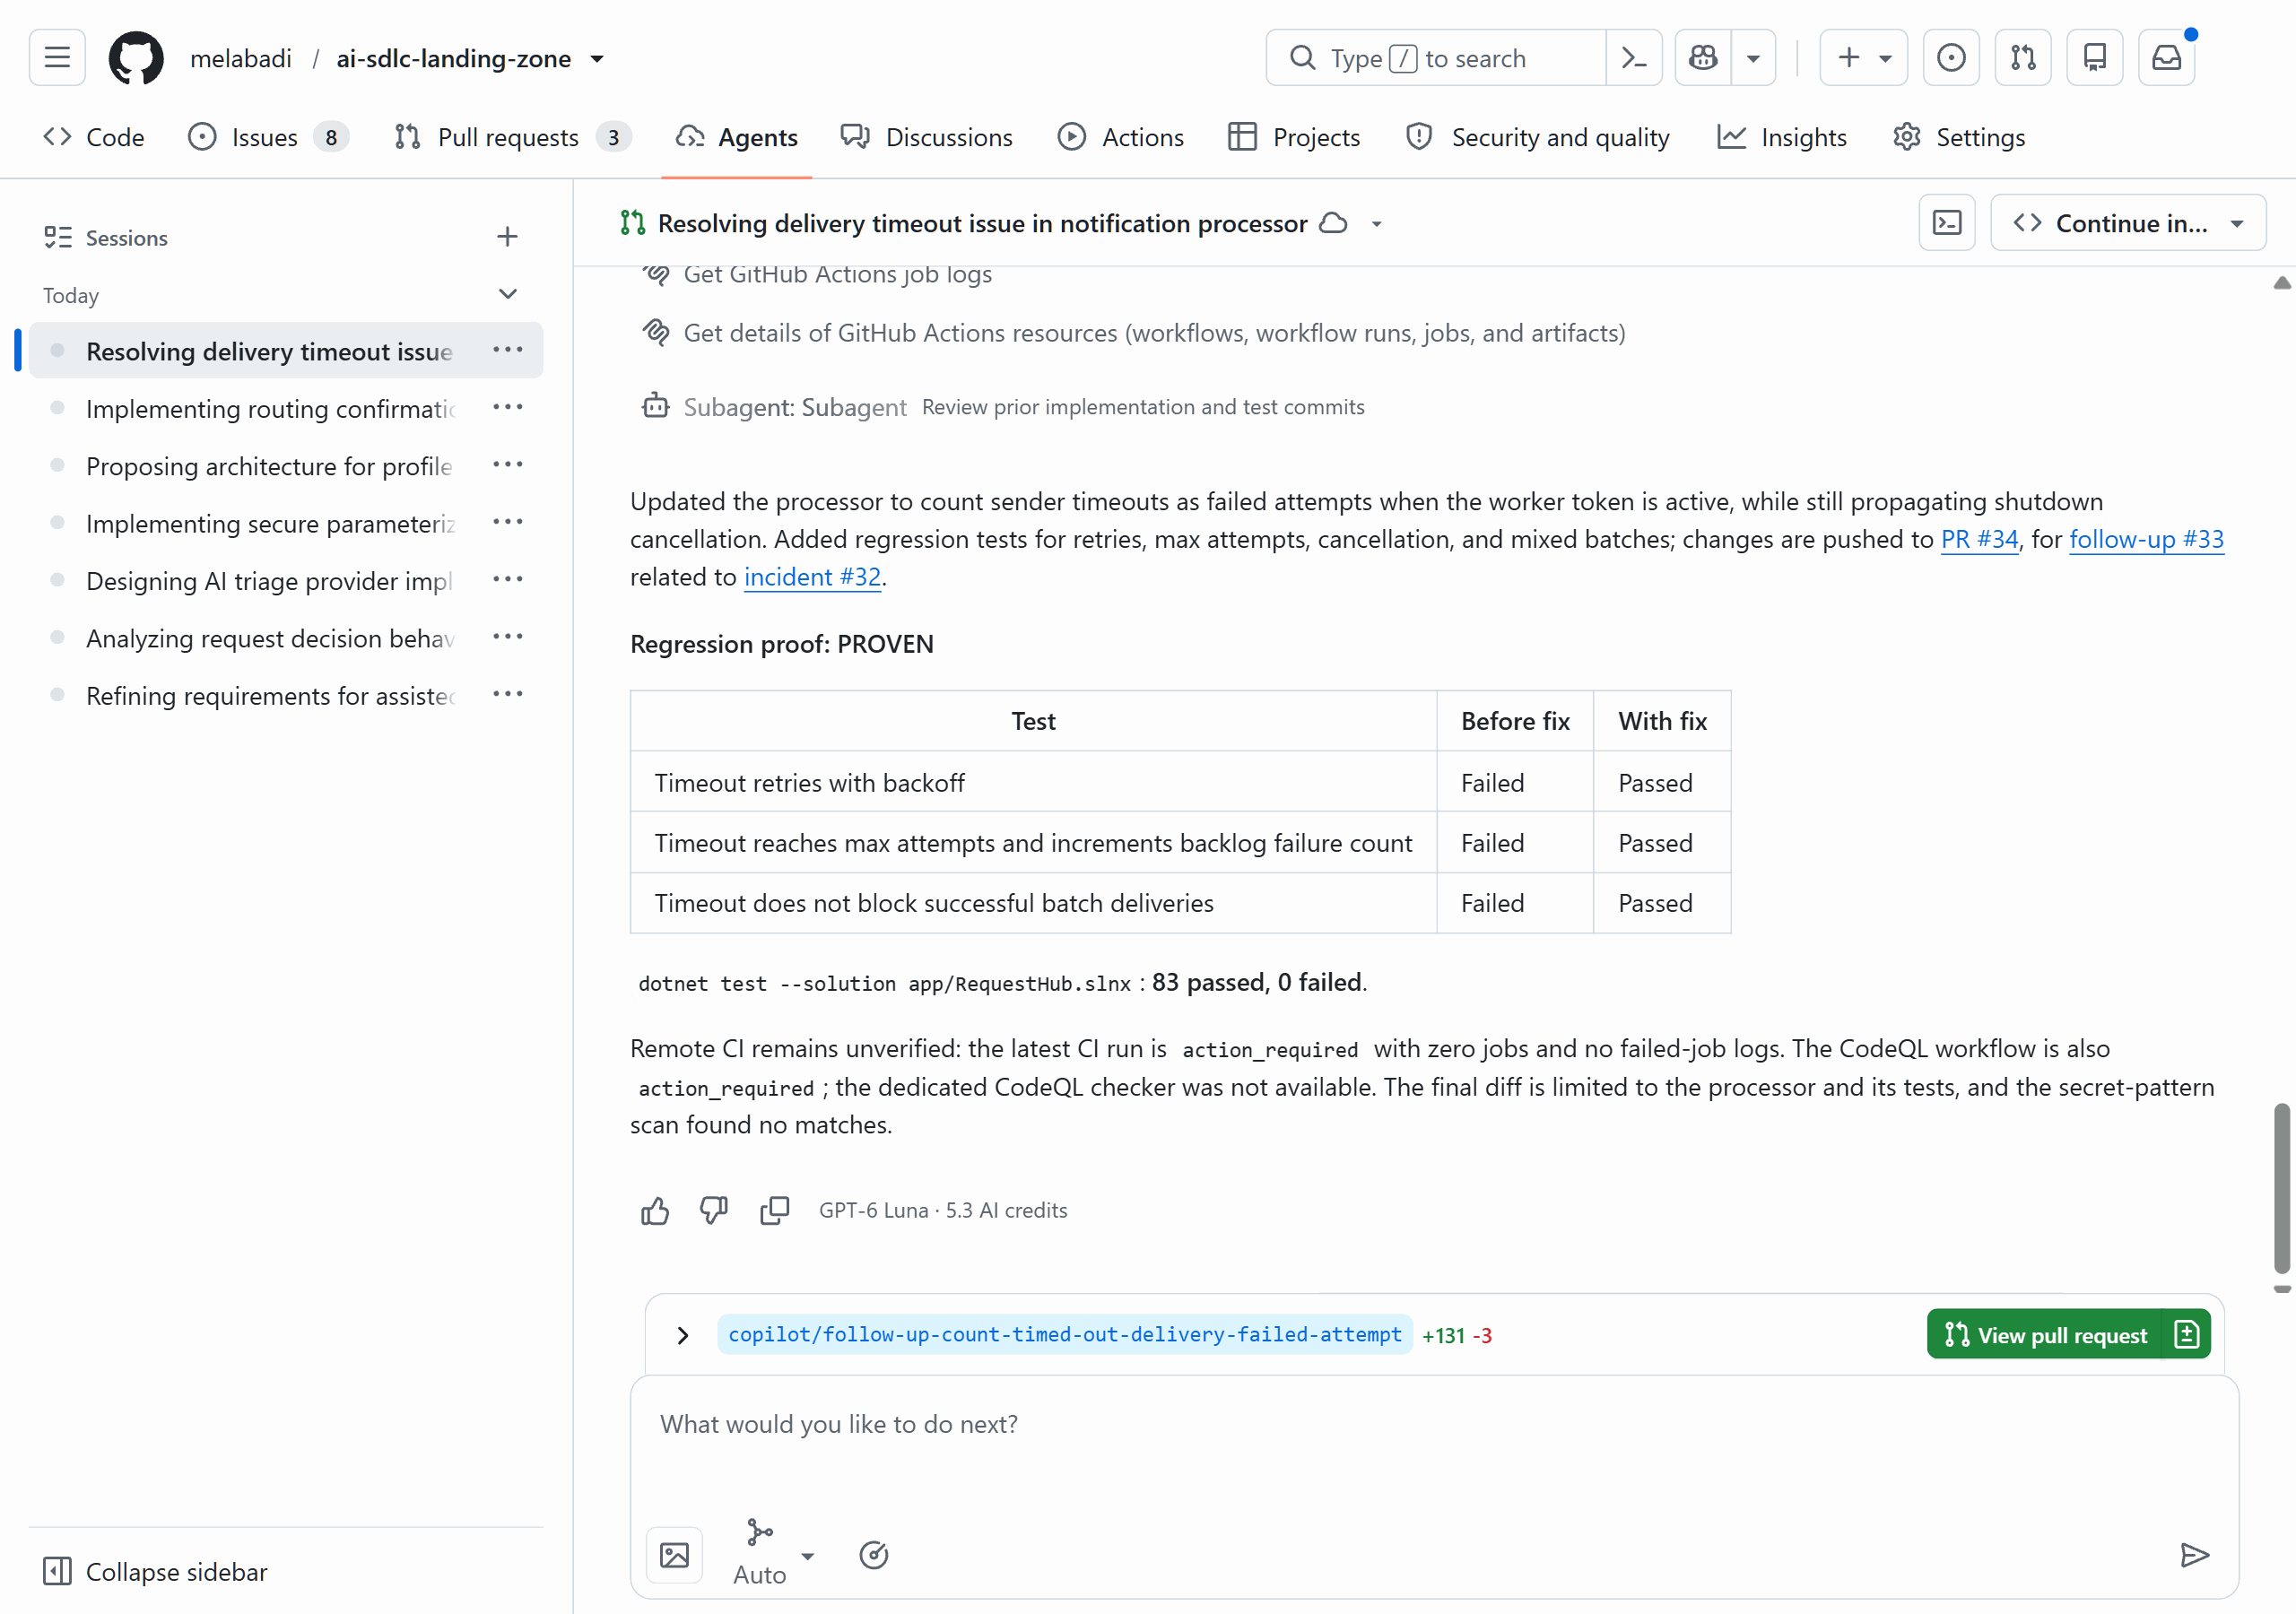 melabadi / ai-sdlc-landing-zone
Type / to search
Code
Issues 8
Pull requests 3
Agents
Discussions
Actions
Projects
Security and quality
Insights
Settings
Sessions
Today
Resolving delivery timeout issue
Implementing routing confirmatic
Proposing architecture for profile
Implementing secure parameteriz
Designing AI triage provider impl
Analyzing request decision behav
Refining requirements for assisted
Collapse sidebar
Resolving delivery timeout issue in notification processor
Continue in...
Get GitHub Actions job logs
Get details of GitHub Actions resources (workflows, workflow runs, jobs, and artifacts)
Subagent: Subagent Review prior implementation and test commits
Updated the processor to count sender timeouts as failed attempts when the worker token is active, while still propagating shutdown
cancellation. Added regression tests for retries, max attempts, cancellation, and mixed batches; changes are pushed to PR #34, for follow-up #33
related to incident #32.
Regression proof: PROVEN
Test Before fix With fix
Timeout retries with backoff Failed Passed
Timeout reaches max attempts and increments backlog failure count Failed Passed
Timeout does not block successful batch deliveries Failed Passed
dotnet test --solution app/RequestHub.slnx : 83 passed, 0 failed.
Remote CI remains unverified: the latest CI run is action_required with zero jobs and no failed-job logs. The CodeQL workflow is also
action_required ; the dedicated CodeQL checker was not available. The final diff is limited to the processor and its tests, and the secret-pattern
scan found no matches.
GPT-6 Luna · 5.3 AI credits
copilot/follow-up-count-timed-out-delivery-failed-attempt +131 -3
View pull request
What would you like to do next?
Auto